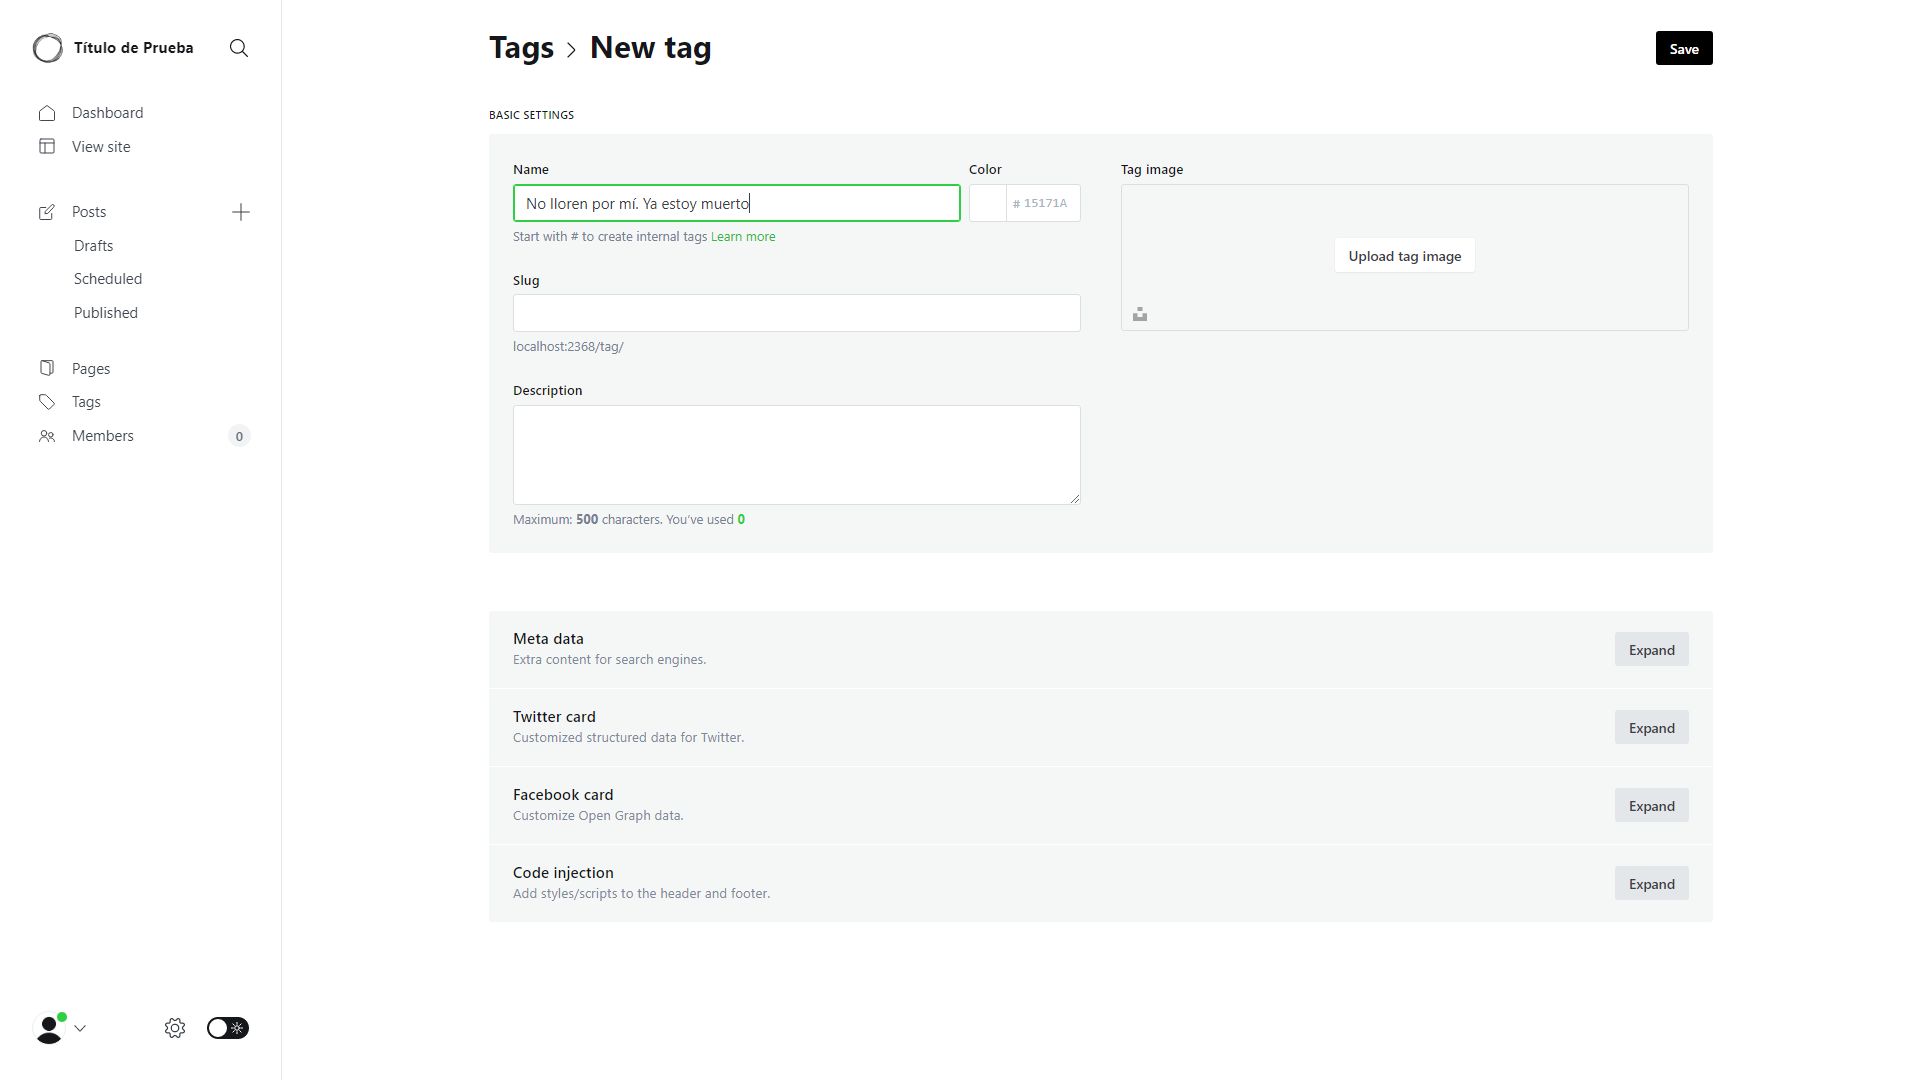 Título de Prueba
Dashboard
View site
Posts
Drafts
Scheduled
Published
Pages
Tags
Members
0
Tags > New tag
Save
BASIC SETTINGS
Name
No lloren por mí. Ya estoy muerto
Start with # to create internal tags Learn more
Color
# 15171A
Slug
localhost:2368/tag/
Description
Maximum: 500 characters. You've used 0
Tag image
Upload tag image
Meta data
Extra content for search engines.
Expand
Twitter card
Customized structured data for Twitter.
Expand
Facebook card
Customize Open Graph data.
Expand
Code injection
Add styles/scripts to the header and footer.
Expand